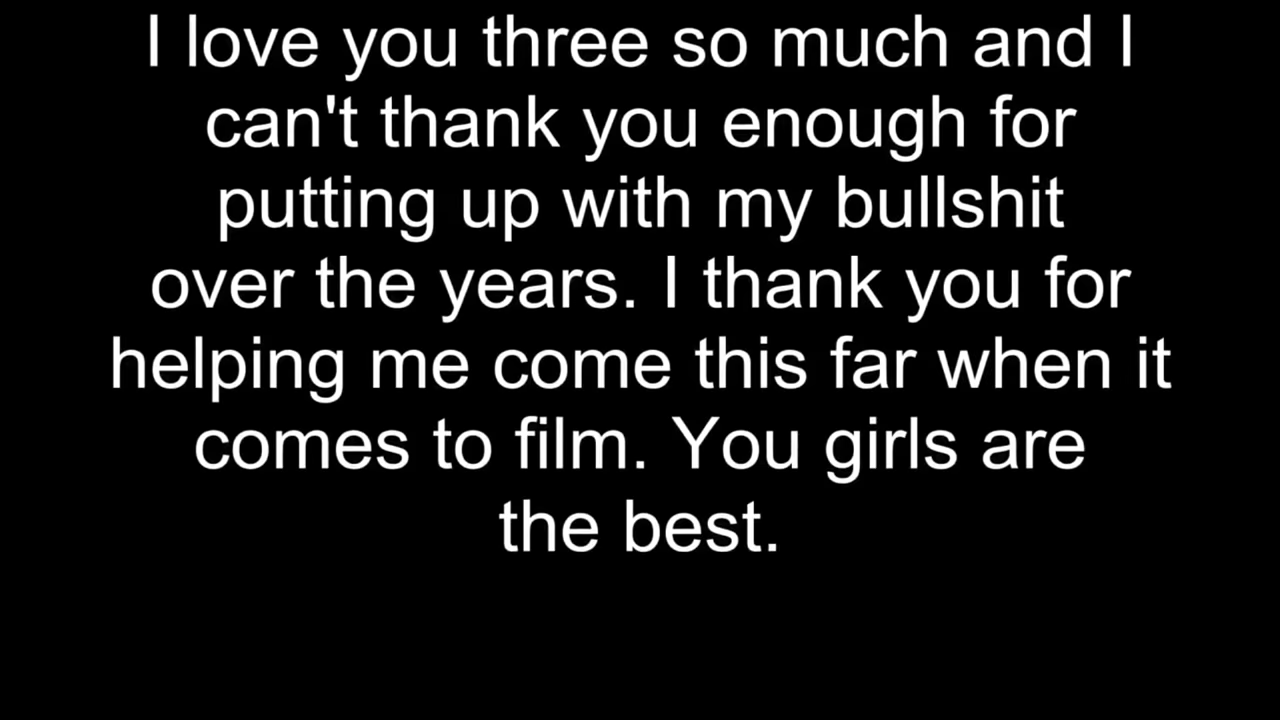 I love you three so much and I
can't thank you enough for
putting up with my bullshit
over the years. I thank you for
helping me come this far when it
comes to film. You girls are
the best.